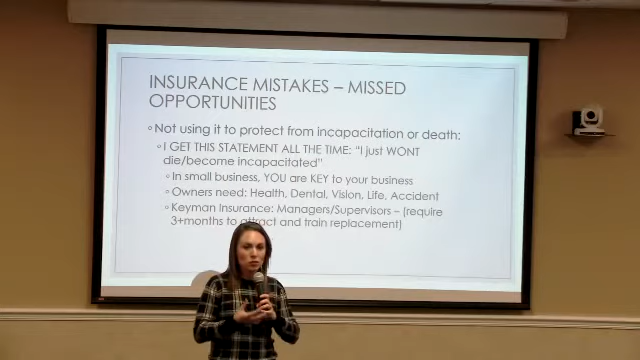 INSURANCE MISTAKES – MISSED
OPPORTUNITIES
Not using it to protect from incapacitation or death:
I GET THIS STATEMENT ALL THE TIME: "I just WONT
die/become incapacitated"
In small business, YOU are KEY to your business
Owners need: Health, Dental, Vision, Life, Accident
Keyman Insurance: Managers/Supervisors – (require
3+months to attract and train replacement)